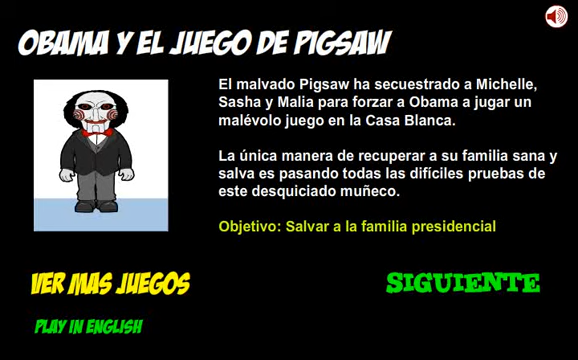 OBAMA Y EL JUEGO DE PIGSAW
El malvado Pigsaw ha secuestrado a Michelle,
Sasha y Malia para forzar a Obama a jugar un
malévolo juego en la Casa Blanca.
La única manera de recuperar a su familia sana y
salva es pasando todas las difíciles pruebas de
este desquiciado muñeco.
Objetivo: Salvar a la familia presidencial
VER MAS JUEGOS
SIGUIENTE
PLAY IN ENGLISH